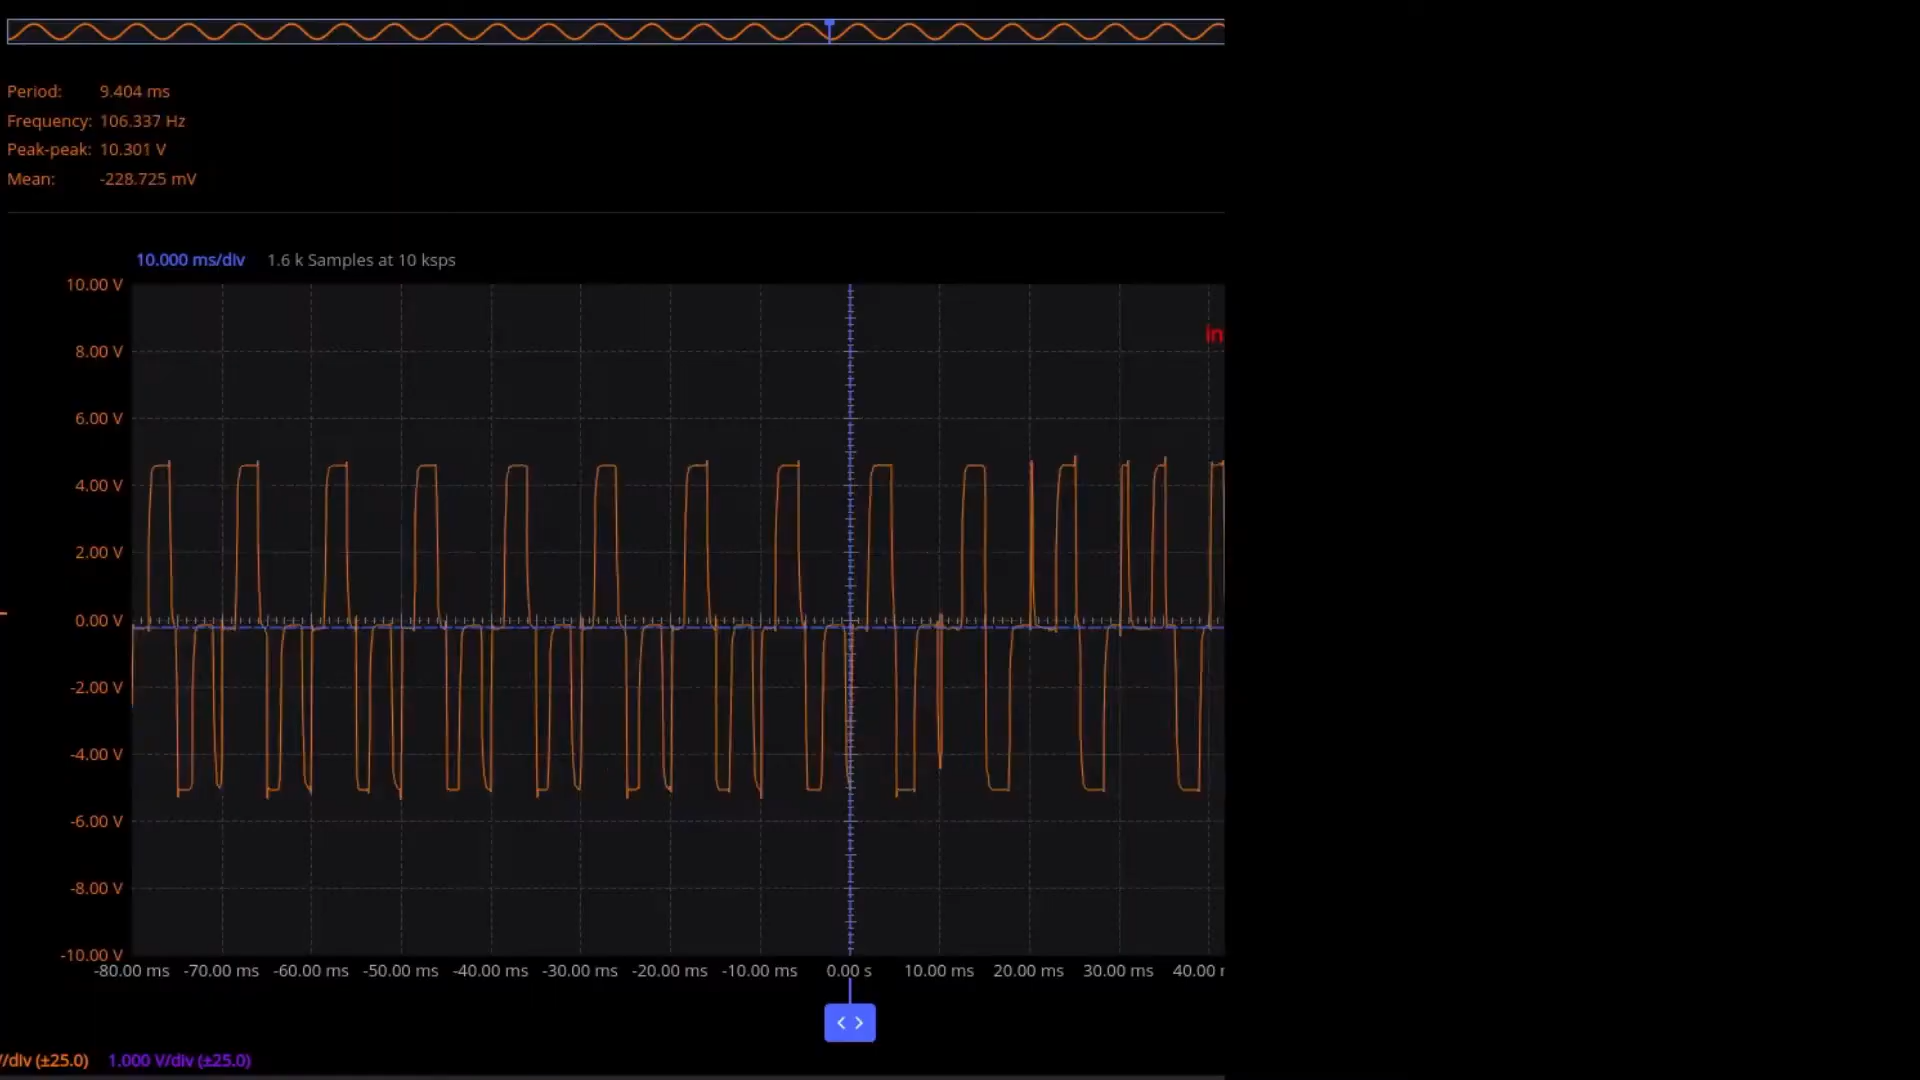 Period: 9.404 ms
Frequency: 106.337 Hz
Peak-peak: 10.301 V
Mean: -228.725 mV
10.000 ms/div 1.6 k Samples at 10 ksps
10.00 V
8.00 V
in
6.00 V
4.00 V
2.00 V
0.00 V
-2.00 V
-4.00 V
-6.00 V
-8.00 V
-10.00 V
-80.00 ms -70.00 ms -60.00 ms -50.00 ms -40.00 ms -30.00 ms -20.00 ms -10.00 ms 0.00 s 10.00 ms 20.00 ms 30.00 ms 40.00
/div (±25.0) 1.000 V/div (±25.0)